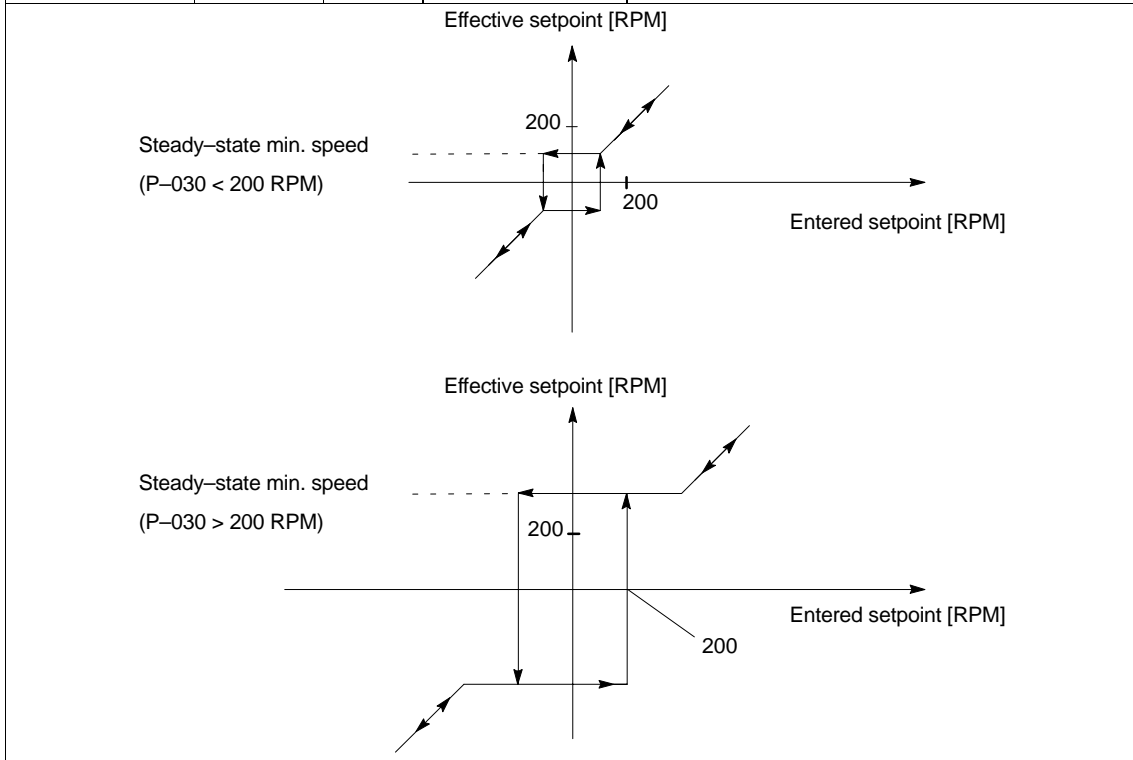 Effective setpoint [RPM]
200
Steady–state min. speed
(P–030 < 200 RPM)
200
Entered setpoint [RPM]
Effective setpoint [RPM]
Steady–state min. speed
(P–030 > 200 RPM)
200
Entered setpoint [RPM]
200